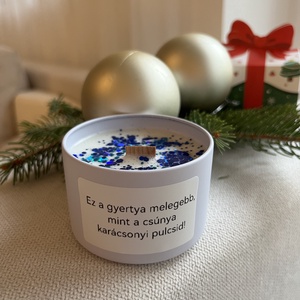 Ez a gyertya melegebb,
mint a csúnya
karácsonyi pulcsid!